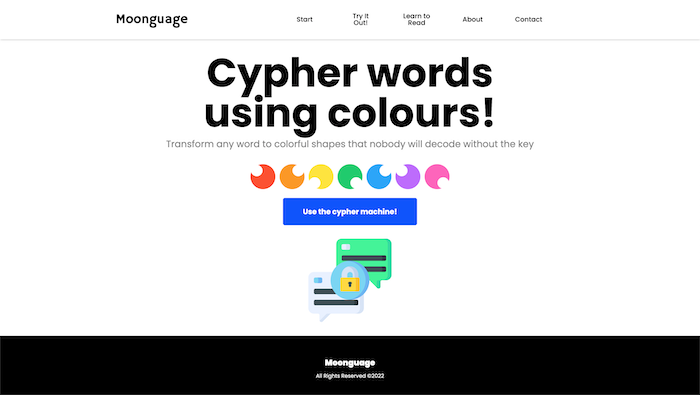 Moonguage
Start
Try It
Out!
Learn to
Read
About
Contact
Cypher words
using colours!
Transform any word to colorful shapes that nobody will decode without the key
Use the cypher machine!
Moonguage
All Rights Reserved ©2022